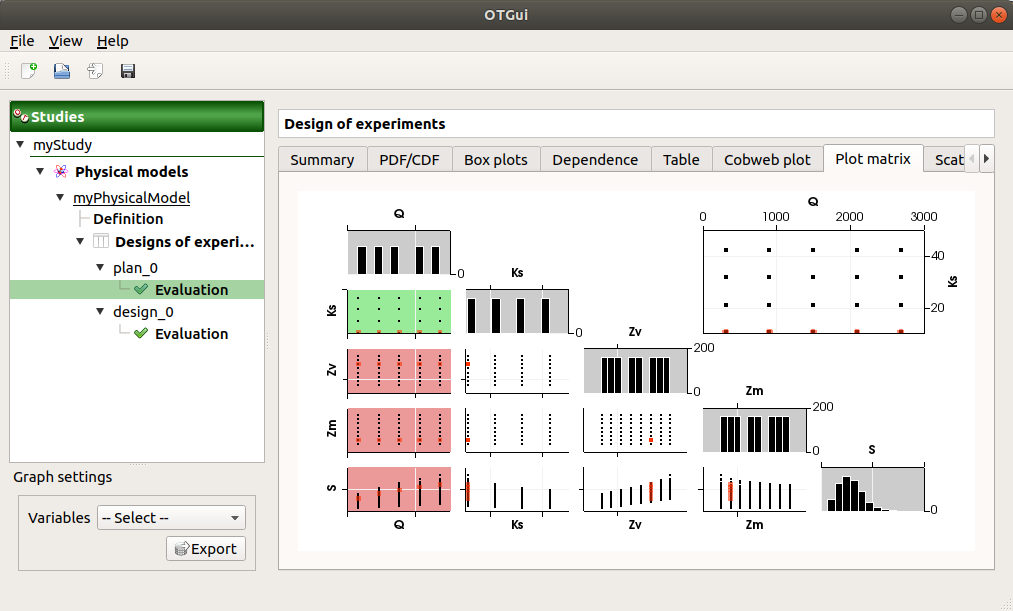 OTGui
File View Help
Studies
myStudy
Physical models
myPhysicalModel
Definition
Designs of experi...
plan_0
Evaluation
design_0
Evaluation
Graph settings
Variables -- Select --
Export
Design of experiments
Summary PDF/CDF Box plots Dependence Table Cobweb plot Plot matrix Scat
Q
0
Ks
Ks
0
Zv
Zv
200
0
Zm
Zm
200
0
S
S
0
Q Ks Zv Zm
Q
0 1000 2000 3000
40
Ks
20